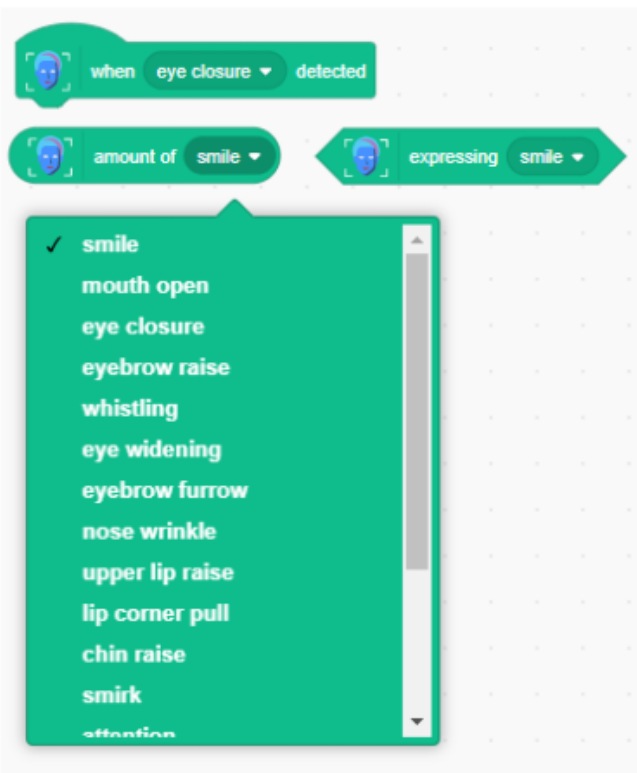 when eye closure detected
amount of smile expressing smile
smile
mouth open
eye closure
eyebrow raise
whistling
eye widening
eyebrow furrow
nose wrinkle
upper lip raise
lip corner pull
chin raise
smirk
attention